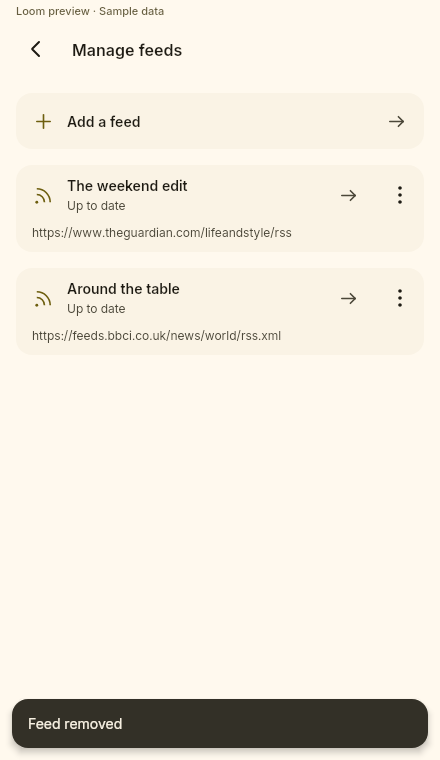 Loom preview · Sample data
Manage feeds
Add a feed
The weekend edit
Up to date
https://www.theguardian.com/lifeandstyle/rss
Around the table
Up to date
https://feeds.bbci.co.uk/news/world/rss.xml
Feed removed